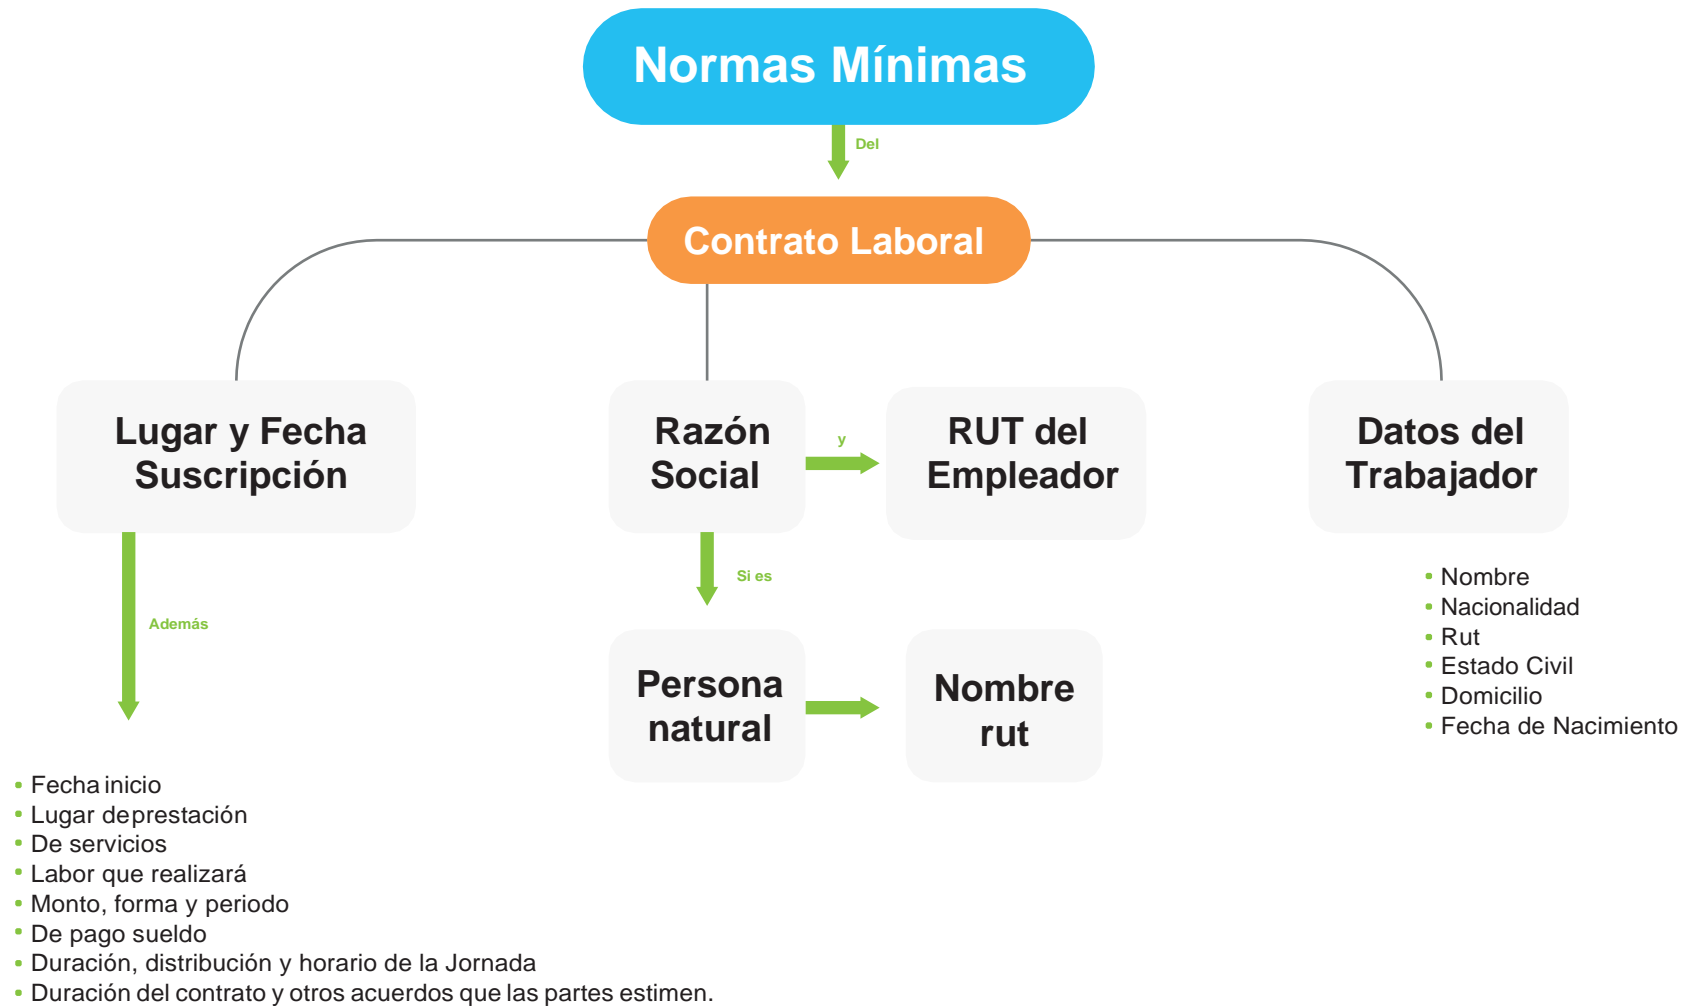 Normas Mínimas
Del
Contrato Laboral
Lugar y Fecha
Suscripción
Razón
Social
y
RUT del
Empleador
Datos del
Trabajador
Además
Si es
Persona
natural
Nombre
rut
• Nombre
• Nacionalidad
• Rut
• Estado Civil
• Domicilio
• Fecha de Nacimiento
• Fecha inicio
• Lugar deprestación
• De servicios
• Labor que realizará
• Monto, forma y periodo
• De pago sueldo
• Duración, distribución y horario de la Jornada
• Duración del contrato y otros acuerdos que las partes estimen.